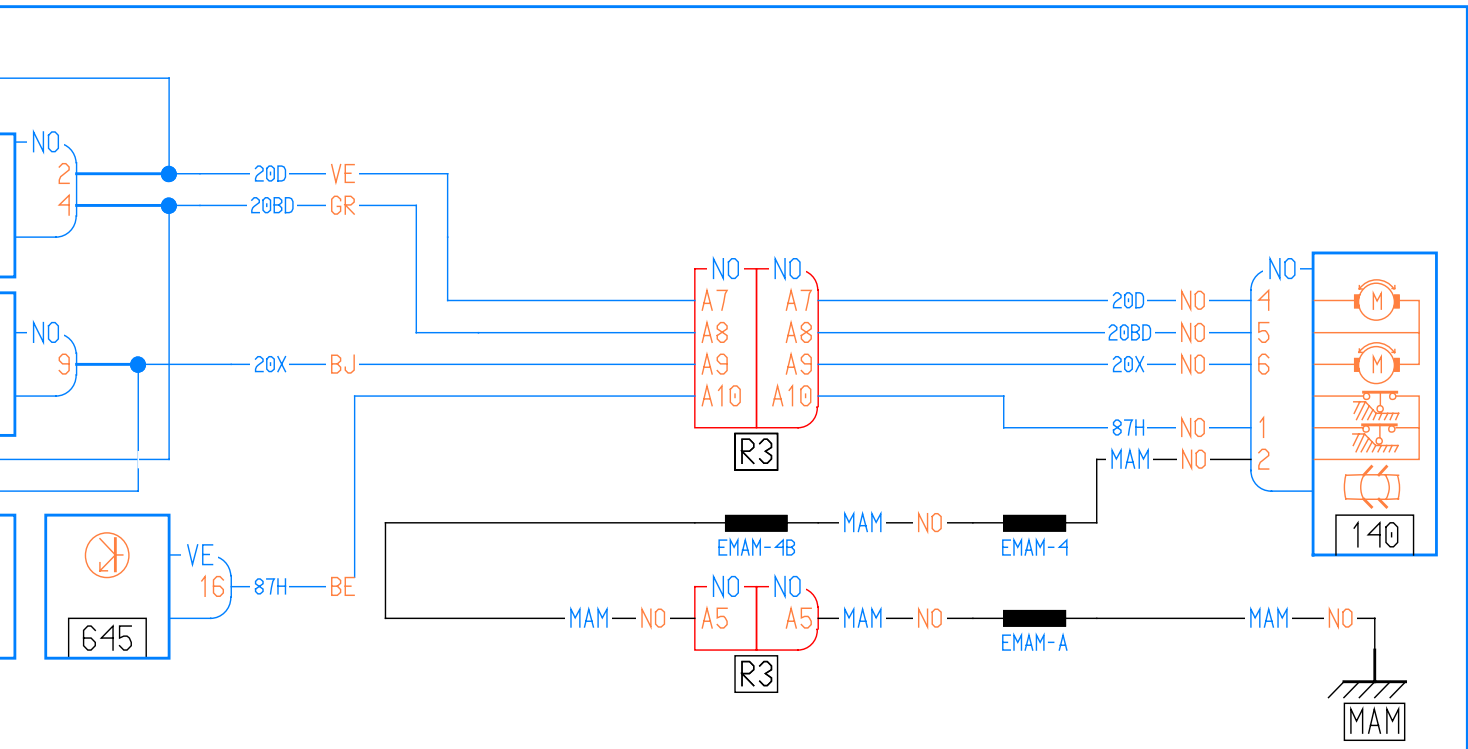 NO
2 20D VE
4 20BD GR
NO NO NO
A7 A7 20D NO 4
A8 A8 20BD NO 5
NO
9 20X BJ A9 A9 20X NO 6
A10 A10
87H NO 1
R3
MAM NO 2
MAM NO
EMAM-4B EMAM-4
140
VE
16 87H BE
NO NO
MAM NO A5 A5 MAM NO MAM NO
EMAM-A
645
R3
MAM
M
M